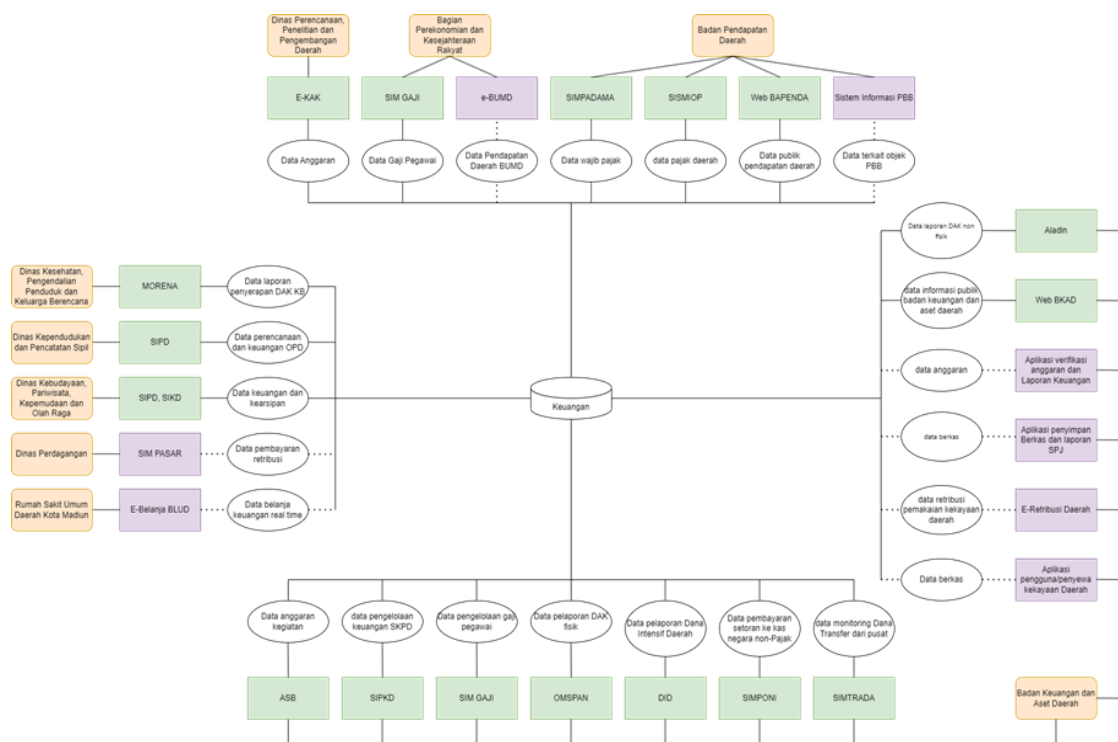 Dinas Perencanaan,
Penelitian dan
Pengembangan
Daerah
Bagian
Perekonomian dan
Kesejahteraan
Rakyat
Badan Pendapatan
Daerah
E-KAK
SIM GAJI
e-BUMD
SIMPADAMA
SISMIOP
Web BAPENDA
Sistem Informasi PBB
Data Anggaran
Data Gaji Pegawai
Data Pendapatan
Daerah BUMD
Data wajib pajak
data pajak daerah
Data publik
pendapatan daerah
Data terkait objek
PBB
Data laporan DAK non
fisik
Aladin
Dinas Kesehatan,
Pengendalian
Penduduk dan
Keluarga Berencana
MORENA
Data laporan
penyerapan DAK KB
data informasi publik
badan keuangan dan
aset daerah
Web BKAD
Dinas Kependudukan
dan Pencatatan Sipil
SIPD
Data perencanaan
dan keuangan OPD
data anggaran
Aplikasi verifikasi
anggaran dan
Laporan Keuangan
Dinas Kebudayaan,
Pariwisata,
Kepemudaan dan
Olah Raga
SIPD, SIKD
Data keuangan dan
kearsipan
Keuangan
data berkas
Aplikasi penyimpan
Berkas dan laporan
SPJ
Dinas Perdagangan
SIM PASAR
Data pembayaran
retribusi
Rumah Sakit Umum
Daerah Kota Madiun
E-Belanja BLUD
Data belanja
keuangan real time
data retribusi
pemakaian kekayaan
daerah
E-Retribusi Daerah
Data berkas
Aplikasi
pengguna/penyewa
kekayaan Daerah
Data anggaran
kegiatan
data pengelolaan
keuangan SKPD
Data pengelolaan gaji
pegawai
Data pelaporan DAK
fisik
Data pelaporan Dana
Intensif Daerah
Data pembayaran
setoran ke kas
negara non-Pajak
data monitoring Dana
Transfer dari pusat
ASB
SIPKD
SIM GAJI
OMSPAN
DID
SIMPONI
SIMTRADA
Badan Keuangan dan
Aset Daerah